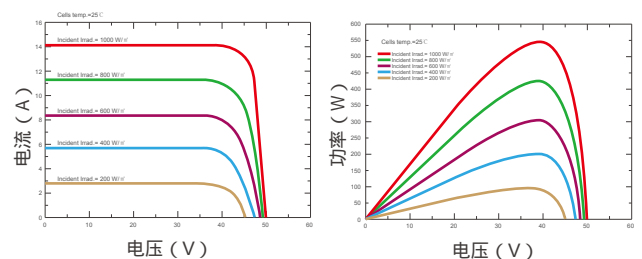 Cells temp.=25℃
电流（A）
16
14
12
10
8
6
4
2
0
Incident Irrad.= 1000 W/㎡
Incident Irrad.= 800 W/㎡
Incident Irrad.= 600 W/㎡
Incident Irrad.= 400 W/㎡
Incident Irrad.= 200 W/㎡
0 10 20 30 40 50 60
电压（V）
功率（W）
600
550
500
450
400
350
300
250
200
150
100
50
0
Cells temp.=25℃
Incident Irrad.= 1000 W/㎡
Incident Irrad.= 800 W/㎡
Incident Irrad.= 600 W/㎡
Incident Irrad.= 400 W/㎡
Incident Irrad.= 200 W/㎡
0 10 20 30 40 50 60
电压（V）